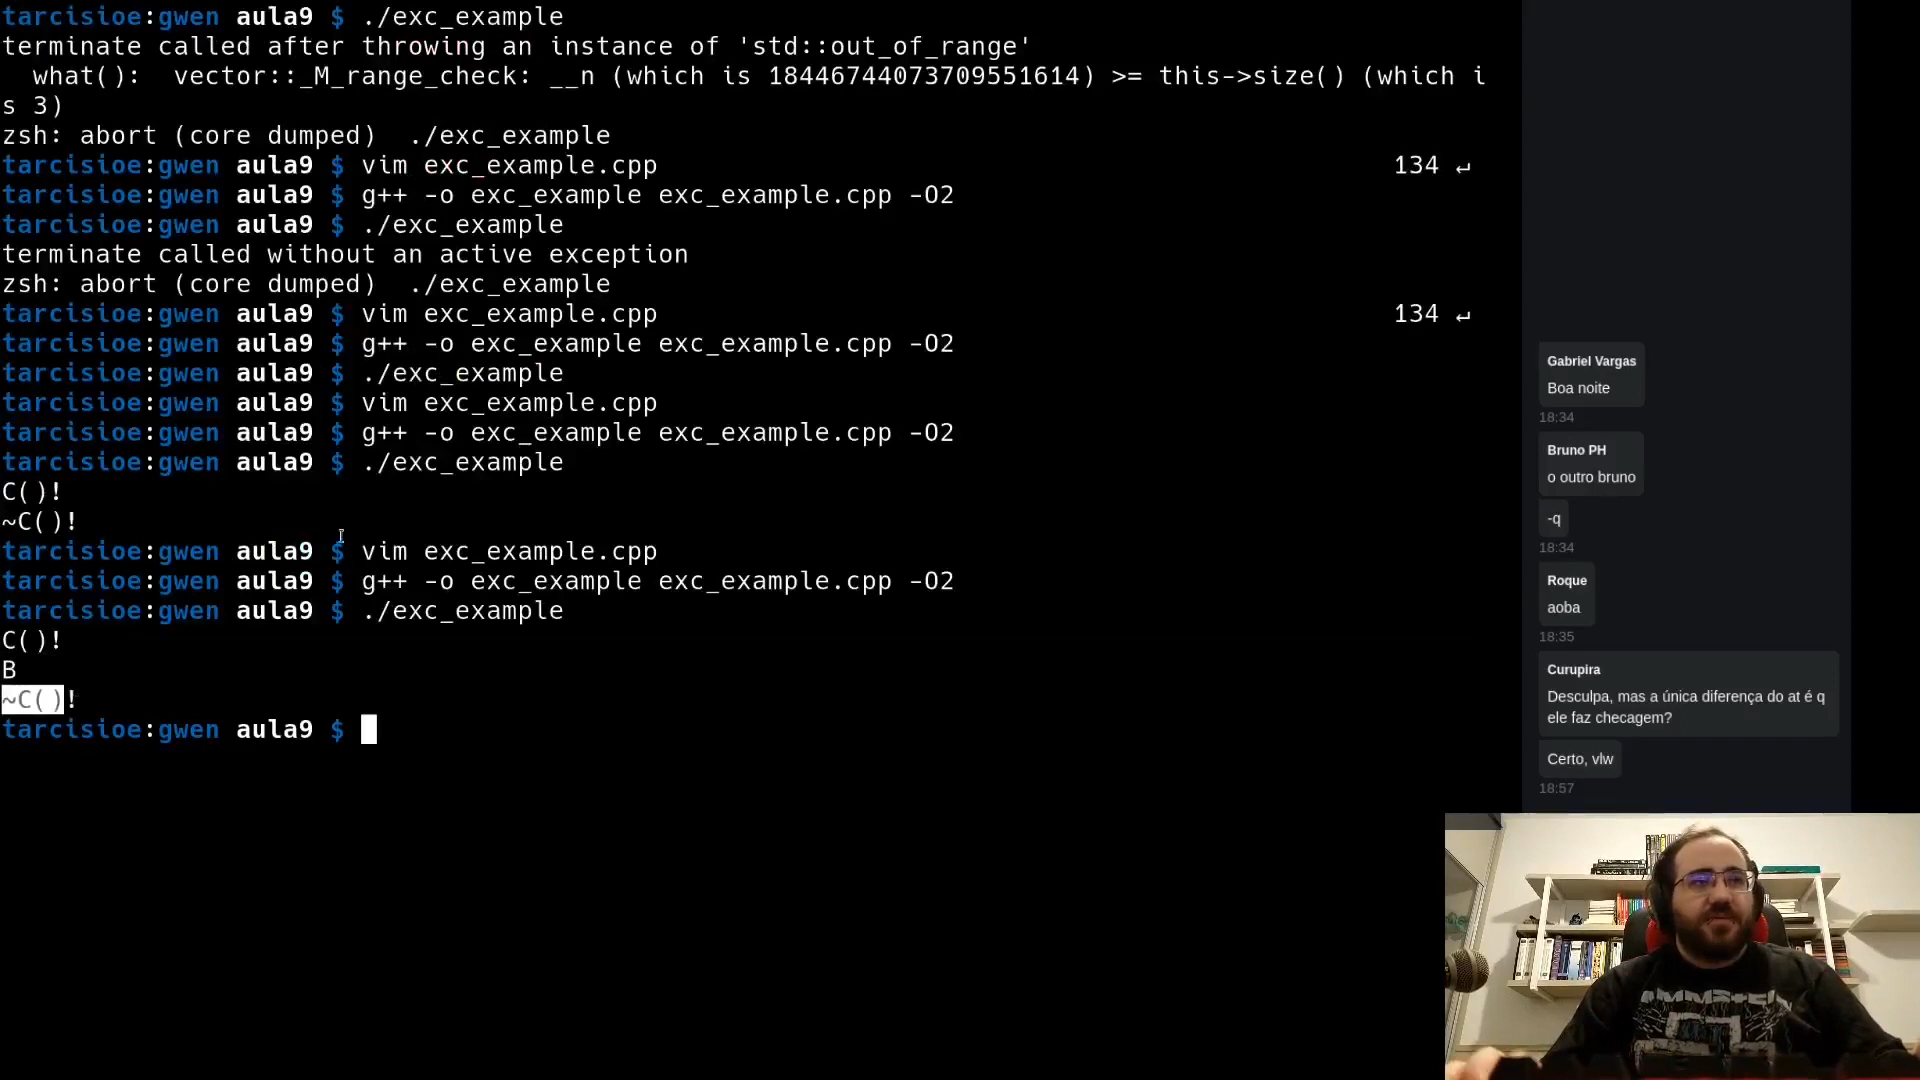 tarcisioe:gwen aula9 $ ./exc_example
terminate called after throwing an instance of 'std::out_of_range'
what():  vector::_M_range_check: __n (which is 18446744073709551614) >= this->size() (which i
s 3)
zsh: abort (core dumped)  ./exc_example
tarcisioe:gwen aula9 $ vim exc_example.cpp 134 ↵
tarcisioe:gwen aula9 $ g++ -o exc_example exc_example.cpp -O2
tarcisioe:gwen aula9 $ ./exc_example
terminate called without an active exception
zsh: abort (core dumped)  ./exc_example
tarcisioe:gwen aula9 $ vim exc_example.cpp 134 ↵
tarcisioe:gwen aula9 $ g++ -o exc_example exc_example.cpp -O2
tarcisioe:gwen aula9 $ ./exc_example
tarcisioe:gwen aula9 $ vim exc_example.cpp
tarcisioe:gwen aula9 $ g++ -o exc_example exc_example.cpp -O2
tarcisioe:gwen aula9 $ ./exc_example
C()!
~C()!
tarcisioe:gwen aula9 $ vim exc_example.cpp
tarcisioe:gwen aula9 $ g++ -o exc_example exc_example.cpp -O2
tarcisioe:gwen aula9 $ ./exc_example
C()!
B
~C()!
tarcisioe:gwen aula9 $
Gabriel Vargas
Boa noite
18:34
Bruno PH
o outro bruno
-q
18:34
Roque
aoba
18:35
Curupira
Desculpa, mas a única diferença do at é q
ele faz checagem?
Certo, vlw
18:57